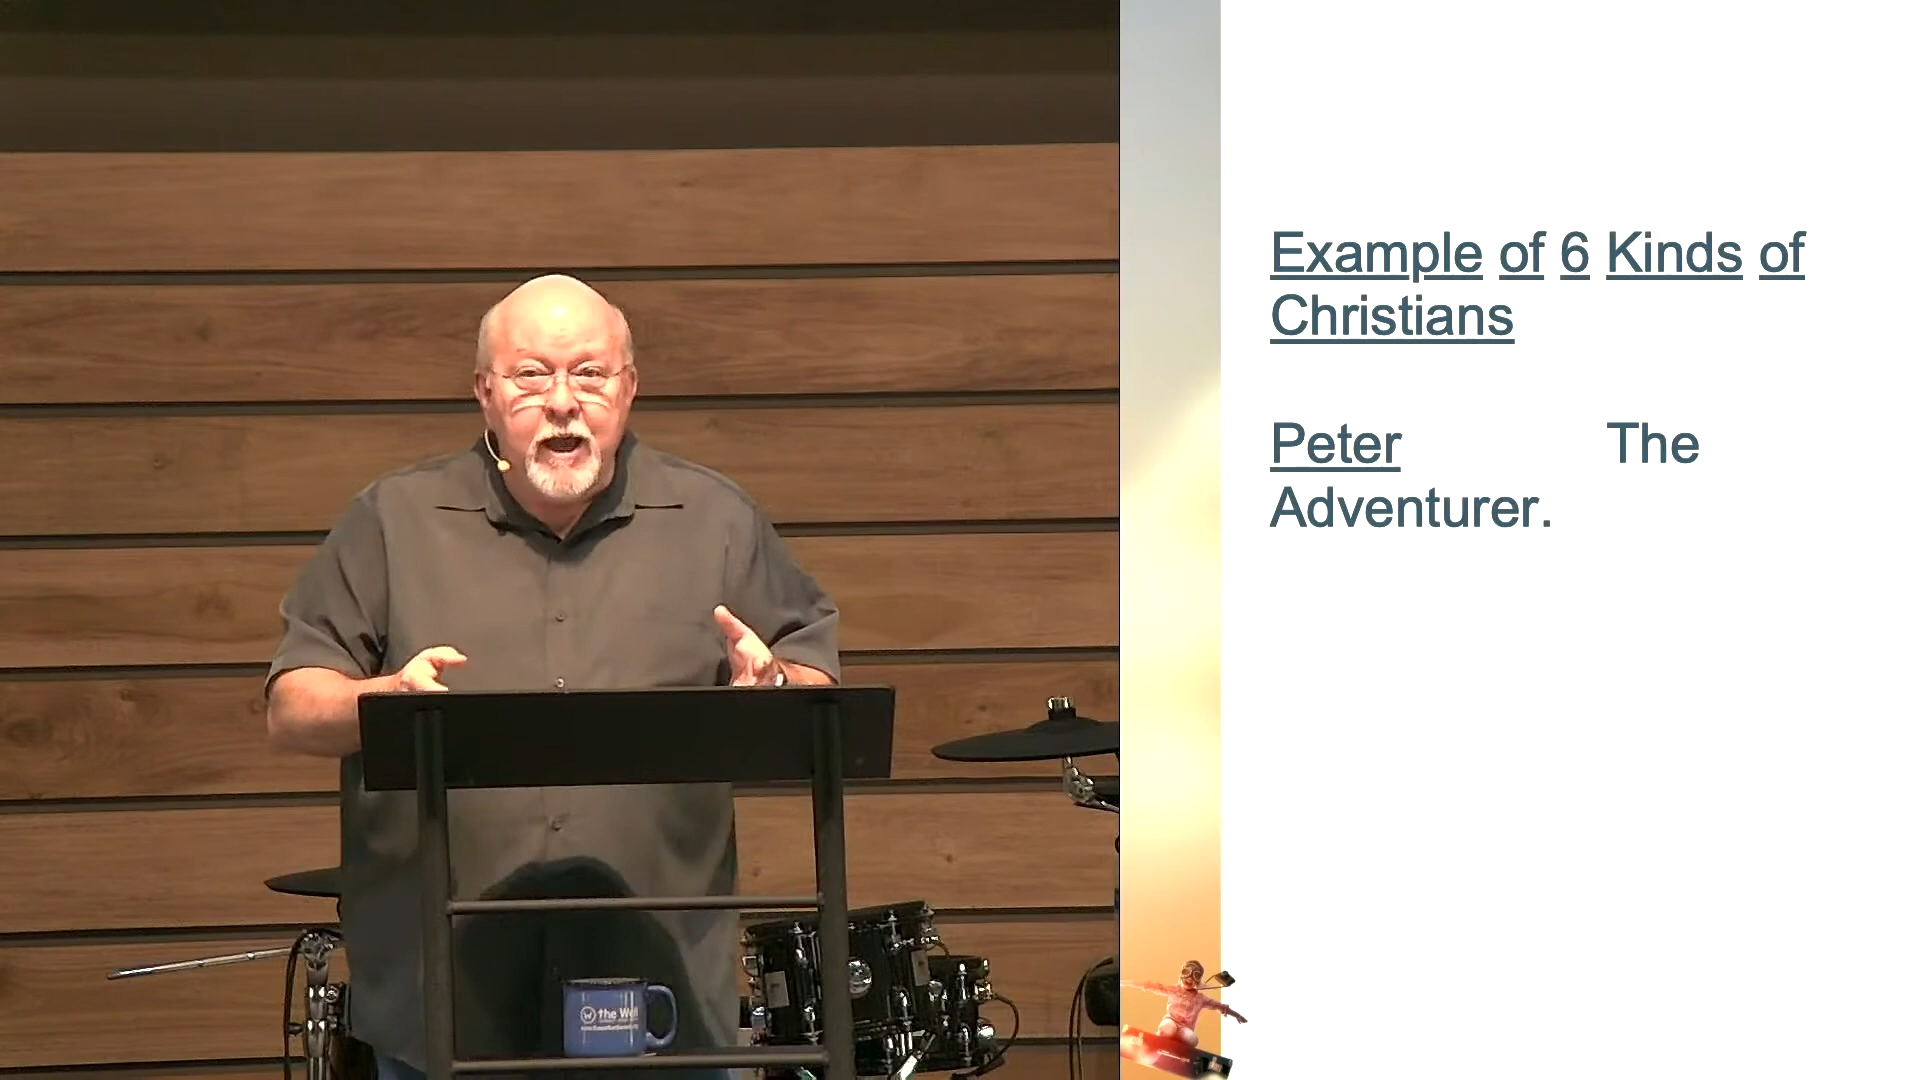 Example of 6 Kinds of
Christians
Peter The
Adventurer.
the Well